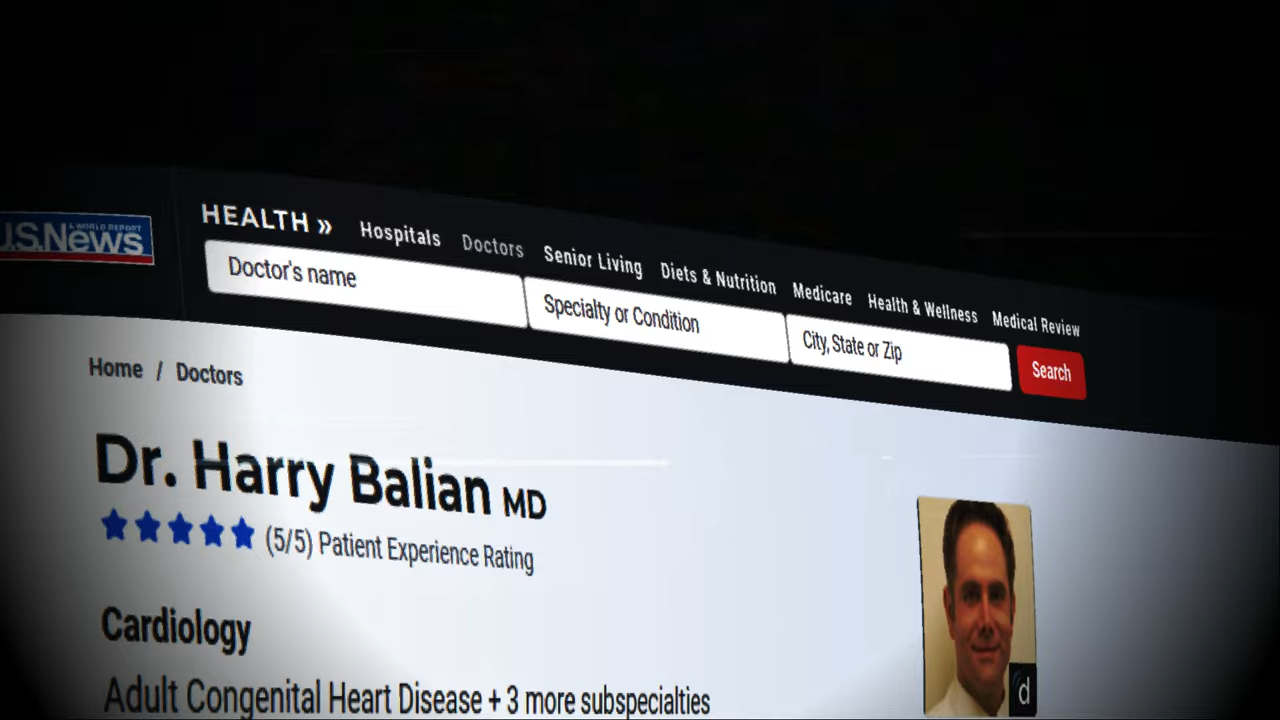 U.S.News
& WORLD REPORT
HEALTH »
Hospitals
Doctors
Senior Living
Diets & Nutrition
Medicare
Health & Wellness
Medical Review
Doctor's name
Specialty or Condition
City, State or Zip
Search
Home / Doctors
Dr. Harry Balian MD
(5/5) Patient Experience Rating
Cardiology
Adult Congenital Heart Disease + 3 more subspecialties
d